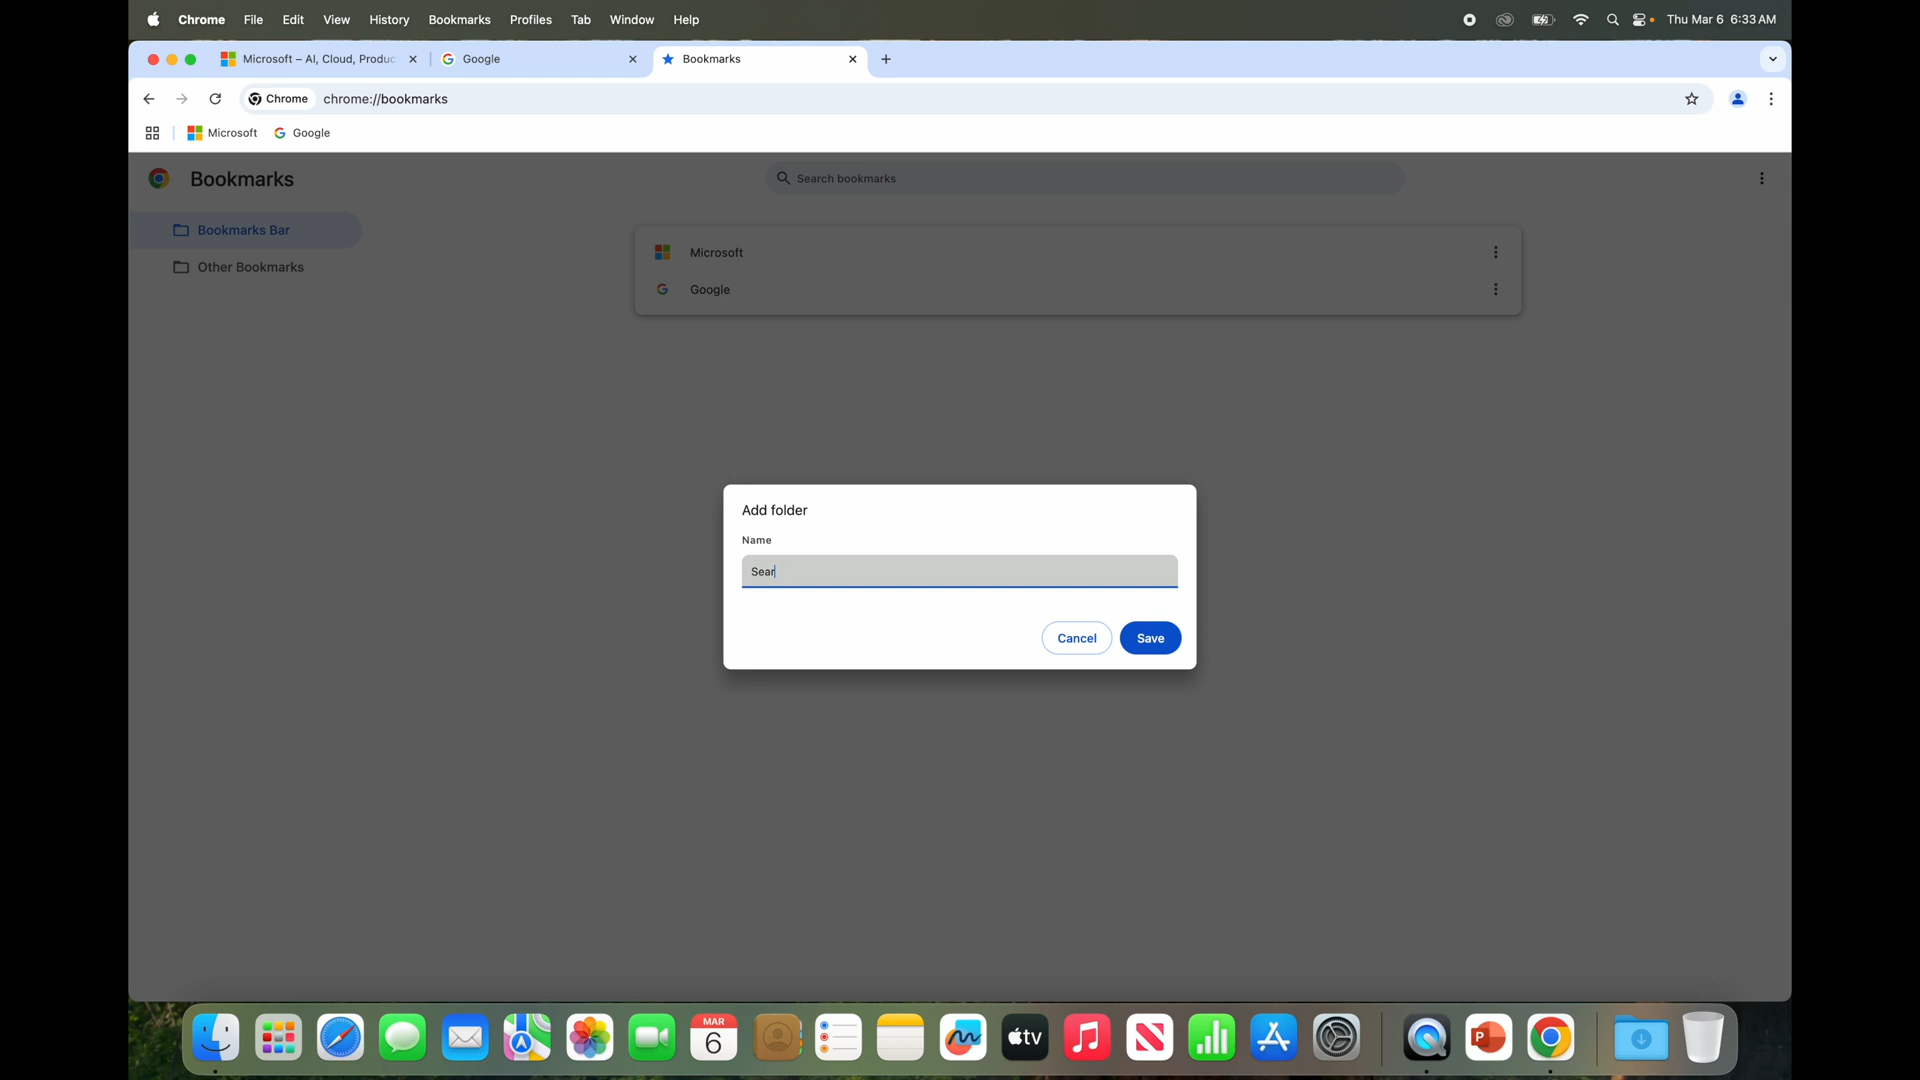 Chrome File Edit View History Bookmarks Profiles Tab Window Help Thu Mar 6 6:33 AM
Microsoft – AI, Cloud, Produc Google Bookmarks
Chrome chrome://bookmarks
Microsoft Google
Bookmarks Search bookmarks
Bookmarks Bar
Other Bookmarks
Microsoft
Google
Add folder
Name
Sear
Cancel Save
MAR
6
tv
P